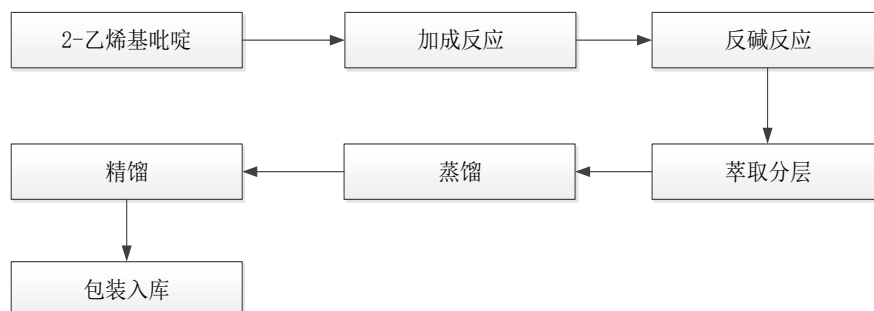 2-乙烯基吡啶
加成反应
反碱反应
萃取分层
蒸馏
精馏
包装入库